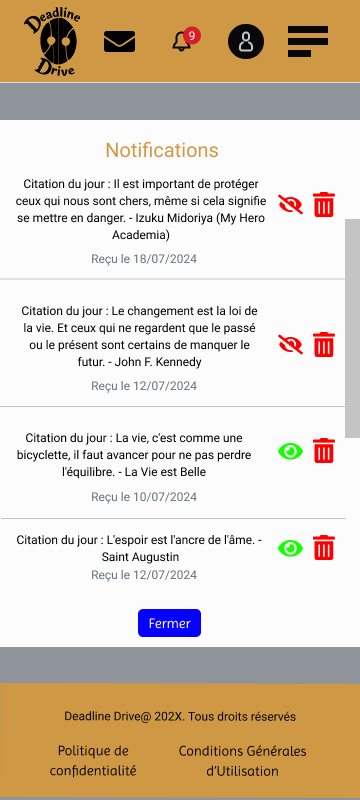 Deadline
Drive
9
Notifications
Citation du jour : Il est important de protéger
ceux qui nous sont chers, même si cela signifie
se mettre en danger. - Izuku Midoriya (My Hero
Academia)
Reçu le 18/07/2024
Citation du jour : Le changement est la loi de
la vie. Et ceux qui ne regardent que le passé
ou le présent sont certains de manquer le
futur. - John F. Kennedy
Reçu le 12/07/2024
Citation du jour : La vie, c'est comme une
bicyclette, il faut avancer pour ne pas perdre
l'équilibre. - La Vie est Belle
Reçu le 10/07/2024
Citation du jour : L'espoir est l'ancre de l'âme. -
Saint Augustin
Reçu le 12/07/2024
Fermer
Deadline Drive@ 202X. Tous droits réservés
Politique de
confidentialité
Conditions Générales
d'Utilisation